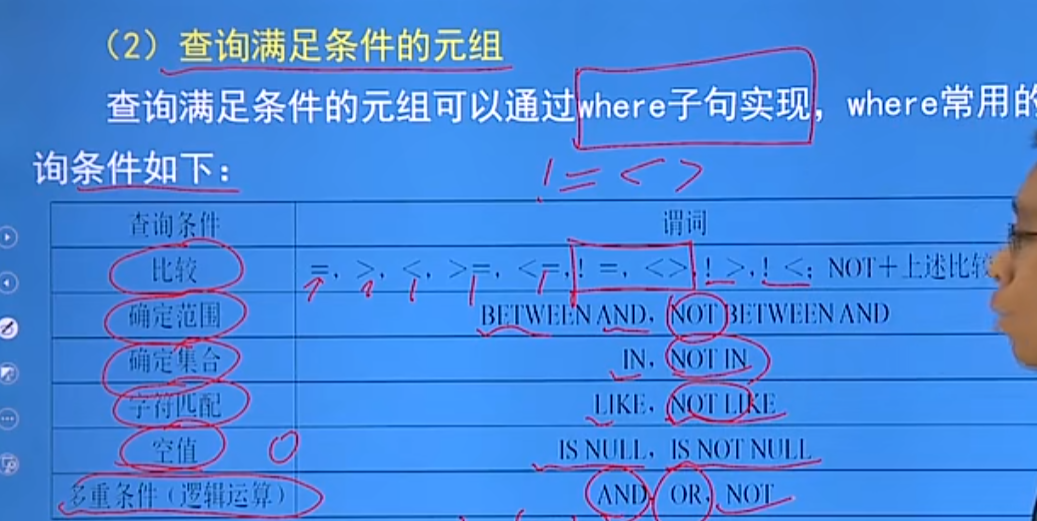 （2）查询满足条件的元组
查询满足条件的元组可以通过where子句实现，where常用的
询条件如下：
!= <>
查询条件 谓词
比较 =，>，<，>=，<=，! =，<>，! >，! <；NOT＋上述比较
确定范围 BETWEEN AND，NOT BETWEEN AND
确定集合 IN，NOT IN
字符匹配 LIKE，NOT LIKE
空值 0 IS NULL，IS NOT NULL
多重条件（逻辑运算） AND，OR，NOT